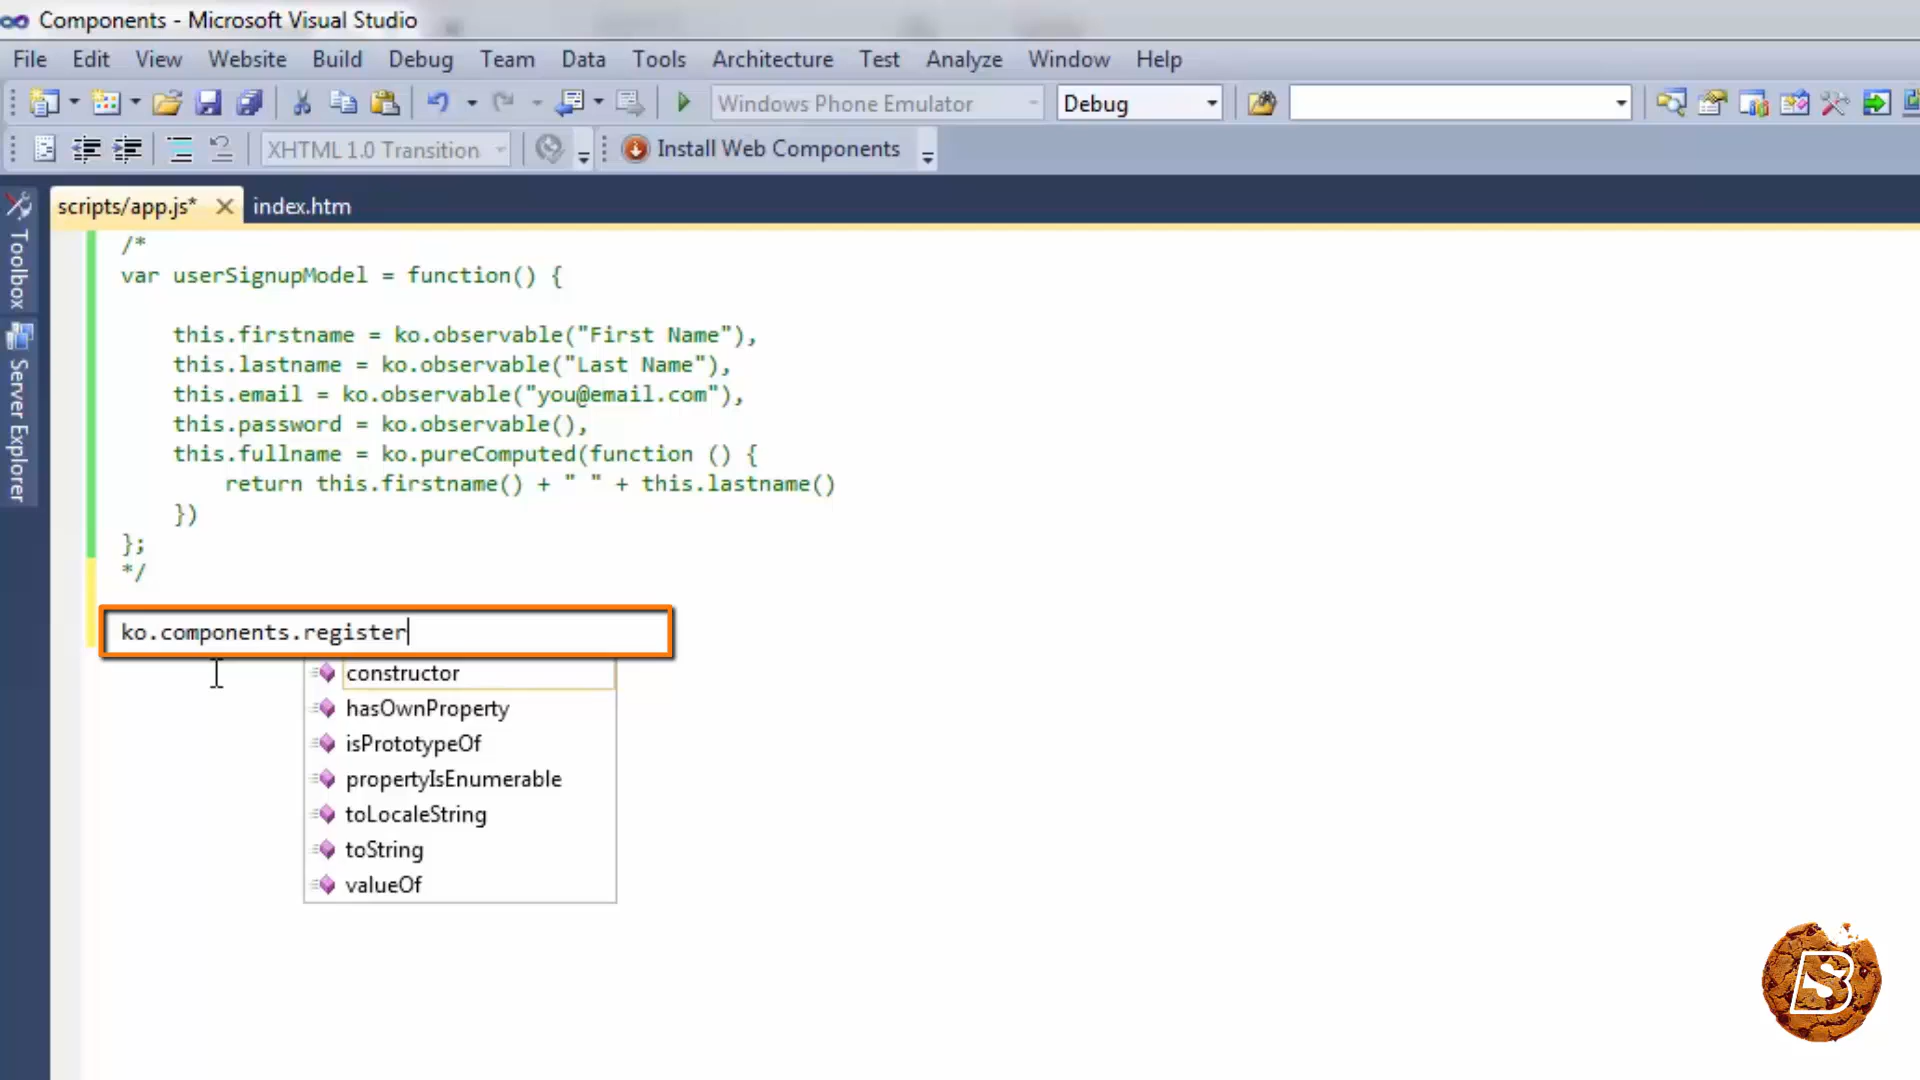 Components - Microsoft Visual Studio
File Edit View Website Build Debug Team Data Tools Architecture Test Analyze Window Help
Windows Phone Emulator Debug
XHTML 1.0 Transition Install Web Components
scripts/app.js* index.htm
Toolbox
Server Explorer
/*
var userSignupModel = function() {
this.firstname = ko.observable("First Name"),
this.lastname = ko.observable("Last Name"),
this.email = ko.observable("you@email.com"),
this.password = ko.observable(),
this.fullname = ko.pureComputed(function () {
return this.firstname() + " " + this.lastname()
})
};
*/
ko.components.register
constructor
hasOwnProperty
isPrototypeOf
propertyIsEnumerable
toLocaleString
toString
valueOf